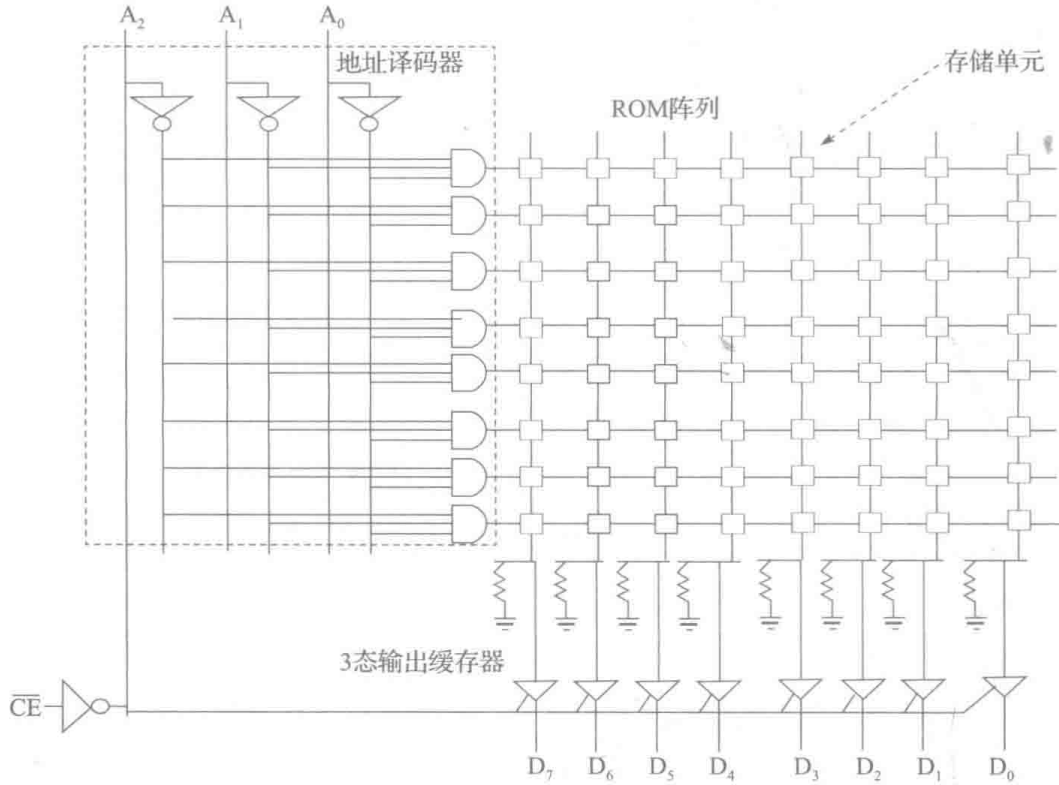 A₂ A₁ A₀
地址译码器
存储单元
ROM阵列
3态输出缓存器
C̅E̅
D₇ D₆ D₅ D₄ D₃ D₂ D₁ D₀